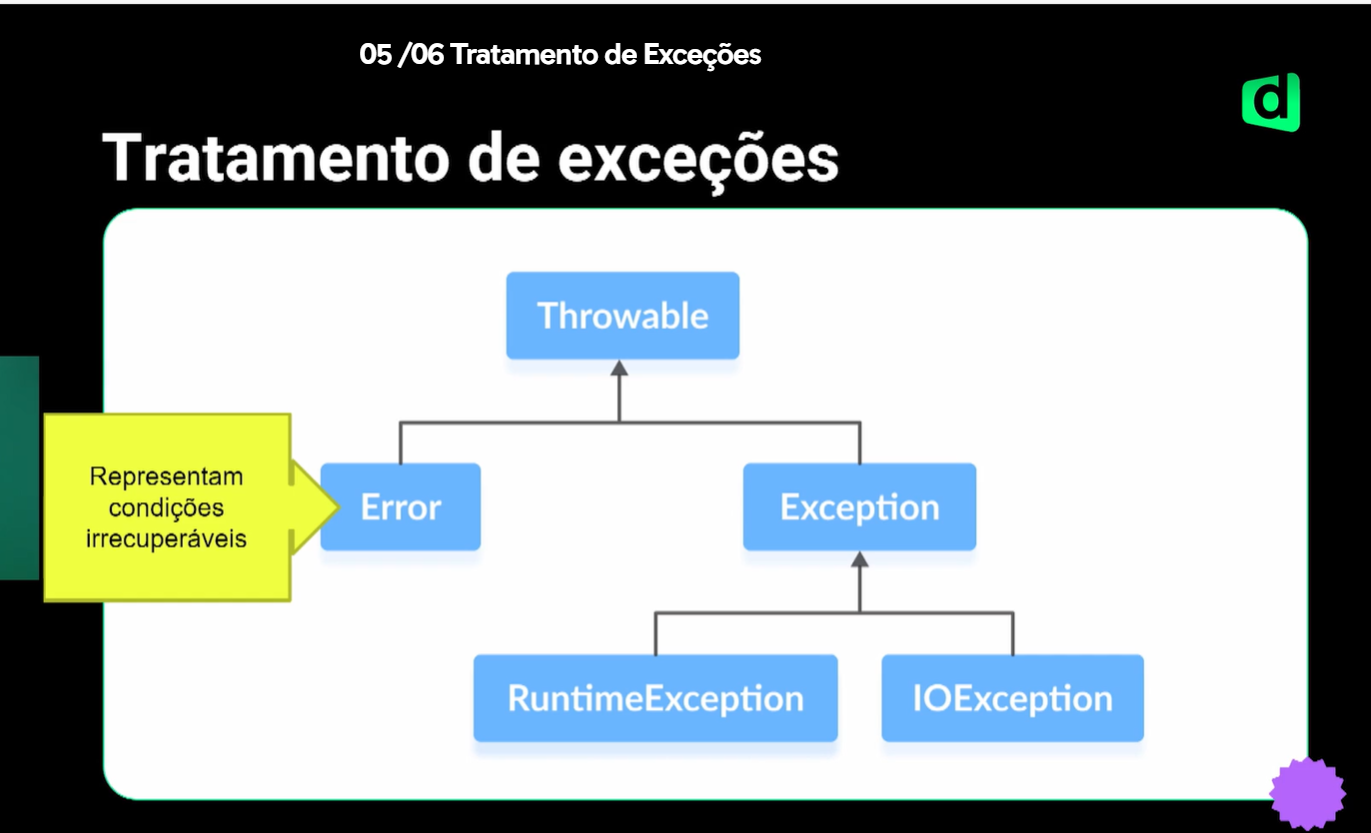 05 /06 Tratamento de Exceções
d
Tratamento de exceções
Throwable
Representam
condições
irrecuperáveis
Error
Exception
RuntimeException
IOException